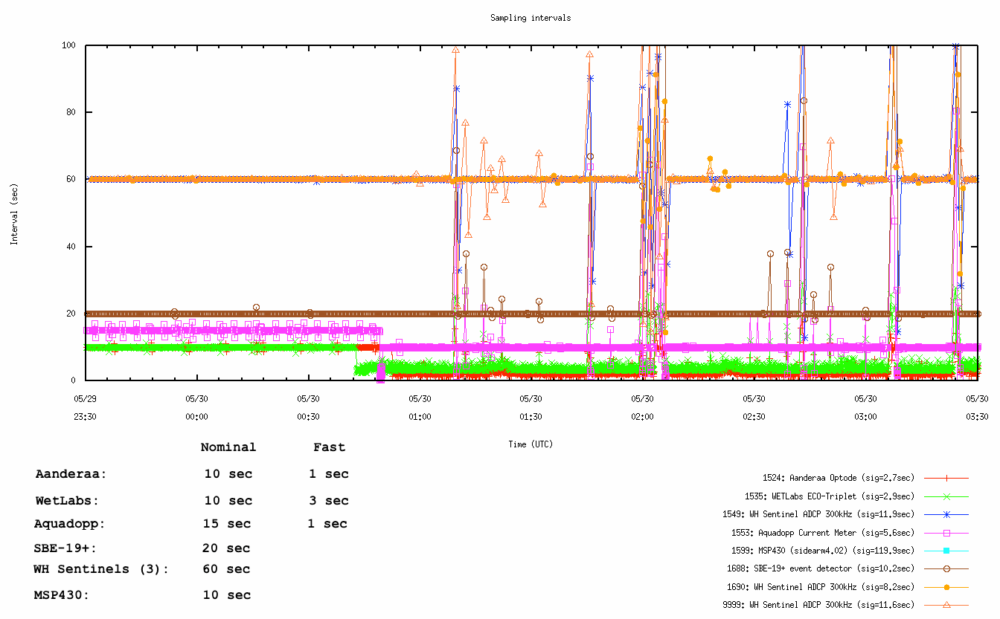 Sampling intervals
100
80
60
40
20
0
Interval (sec)
05/29 05/30 05/30 05/30 05/30 05/30 05/30 05/30 05/30
23:30 00:00 00:30 01:00 01:30 02:00 02:30 03:00 03:30
Time (UTC)
Nominal Fast
Aanderaa: 10 sec 1 sec
WetLabs: 10 sec 3 sec
Aquadopp: 15 sec 1 sec
SBE-19+: 20 sec
WH Sentinels (3): 60 sec
MSP430: 10 sec
1524: Aanderaa Optode (sig=2.7sec)
1535: WETLabs ECO-Triplet (sig=2.9sec)
1549: WH Sentinel ADCP 300kHz (sig=11.9sec)
1553: Aquadopp Current Meter (sig=5.6sec)
1599: MSP430 (sidearm4.02) (sig=119.9sec)
1688: SBE-19+ event detector (sig=10.2sec)
1690: WH Sentinel ADCP 300kHz (sig=8.2sec)
9999: WH Sentinel ADCP 300kHz (sig=11.6sec)